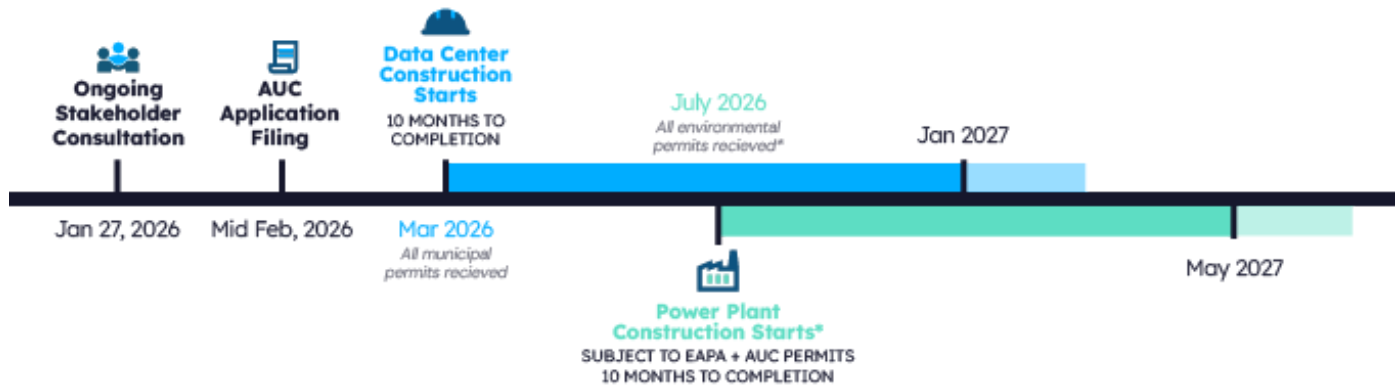 Ongoing
Stakeholder
Consultation
Jan 27, 2026
AUC
Application
Filing
Mid Feb, 2026
Data Center
Construction
Starts
10 MONTHS TO
COMPLETION
Mar 2026
All municipal
permits recieved
July 2026
All environmental
permits recieved*
Power Plant
Construction Starts*
SUBJECT TO EAPA + AUC PERMITS
10 MONTHS TO COMPLETION
Jan 2027
May 2027